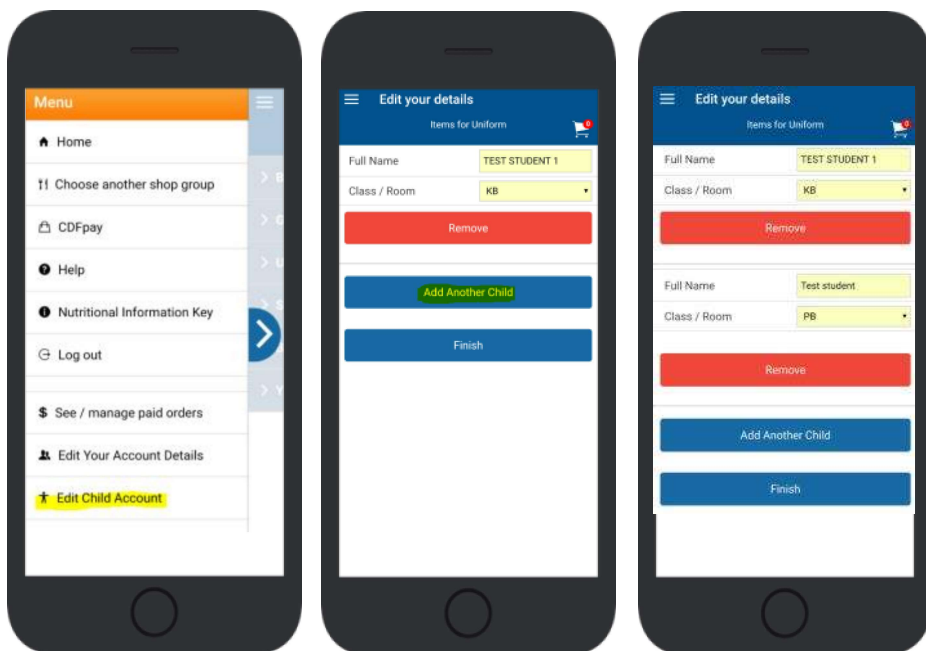 Menu
Home
Choose another shop group
CDFpay
Help
Nutritional Information Key
Log out
$ See / manage paid orders
Edit Your Account Details
Edit Child Account
B
U
S
Y
Edit your details
Items for Uniform
0
Full Name TEST STUDENT 1
Class / Room KB
Remove
Add Another Child
Finish
Edit your details
Items for Uniform
0
Full Name TEST STUDENT 1
Class / Room KB
Remove
Full Name Test student
Class / Room PB
Remove
Add Another Child
Finish